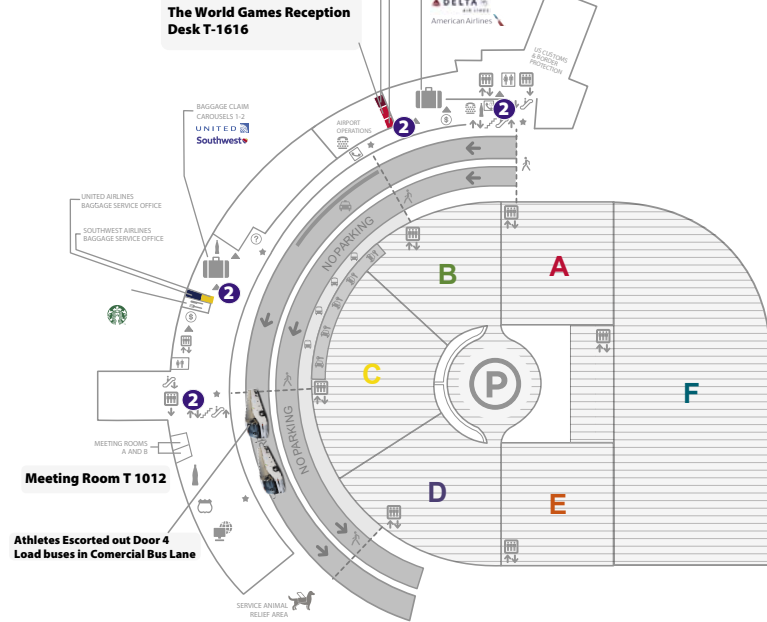 The World Games Reception
Desk T-1616
DELTA
AIR LINES
American Airlines
US CUSTOMS
& BORDER
PROTECTION
BAGGAGE CLAIM
CAROUSELS 1-2
UNITED
Southwest
AIRPORT
OPERATIONS
2
2
$
UNITED AIRLINES
BAGGAGE SERVICE OFFICE
SOUTHWEST AIRLINES
BAGGAGE SERVICE OFFICE
?
NO PARKING
B
A
2
$
C
P
F
2
NO PARKING
MEETING ROOMS
A AND B
Meeting Room T 1012
D
E
Athletes Escorted out Door 4
Load buses in Comercial Bus Lane
SERVICE ANIMAL
RELIEF AREA